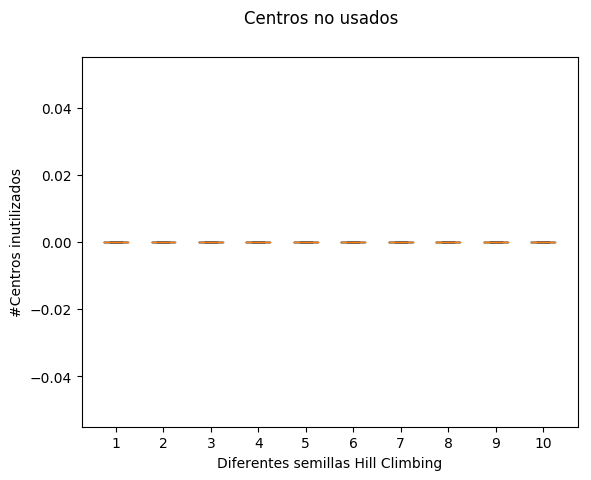 Centros no usados
#Centros inutilizados
0.04
0.02
0.00
−0.02
−0.04
1 2 3 4 5 6 7 8 9 10
Diferentes semillas Hill Climbing